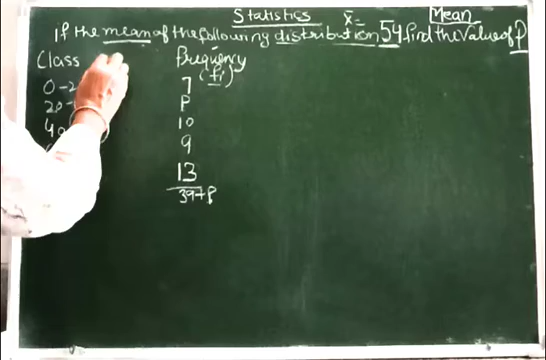 Statistics Mean
x̄=
If the mean of the following distribution 54 find the value of P
Class Frequency
(fi)
0-2 7
20- P
40 10
9
13
39+P